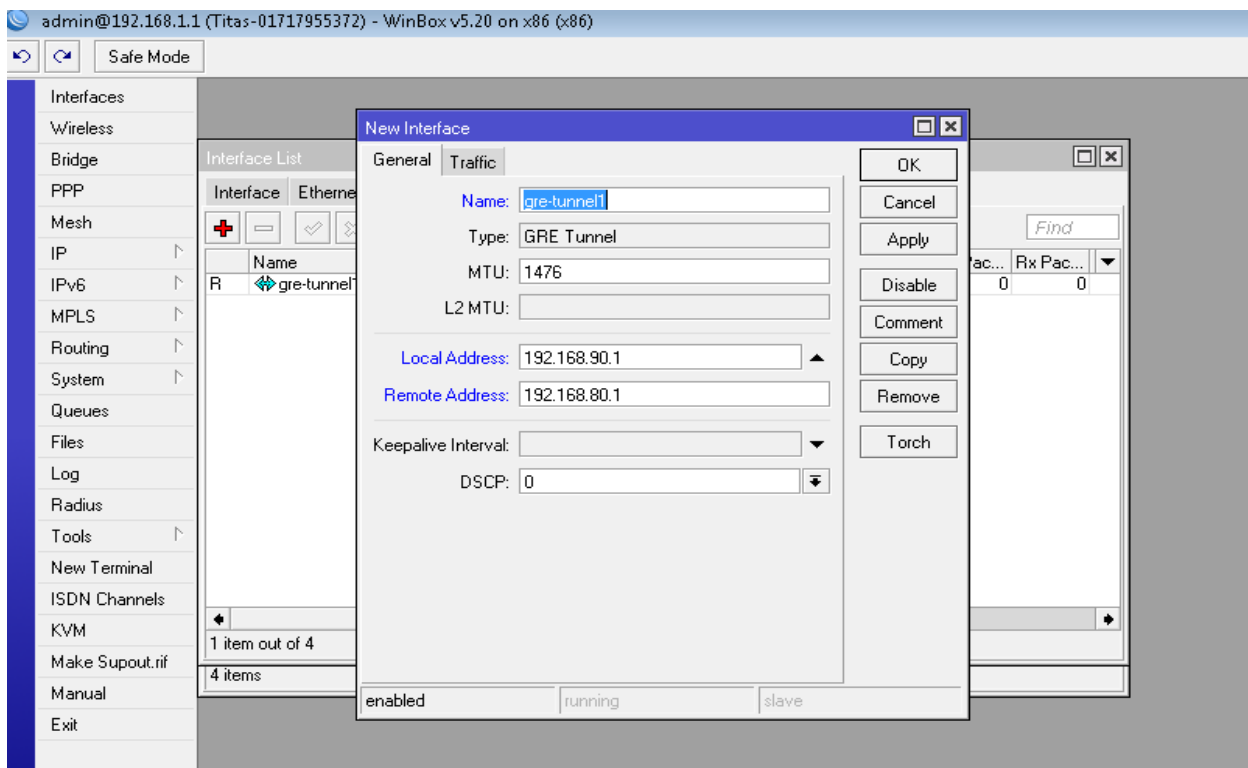 admin@192.168.1.1 (Titas-01717955372) - WinBox v5.20 on x86 (x86)
Safe Mode
Interfaces
Wireless
Bridge
PPP
Mesh
IP
IPv6
MPLS
Routing
System
Queues
Files
Log
Radius
Tools
New Terminal
ISDN Channels
KVM
Make Supout.rif
Manual
Exit
Interface List
Interface Etherne
Find
Name ac... Rx Pac...
R gre-tunnel1 0 0
1 item out of 4
4 items
New Interface
General Traffic
Name: gre-tunnel1
Type: GRE Tunnel
MTU: 1476
L2 MTU:
Local Address: 192.168.90.1
Remote Address: 192.168.80.1
Keepalive Interval:
DSCP: 0
OK
Cancel
Apply
Disable
Comment
Copy
Remove
Torch
enabled running slave